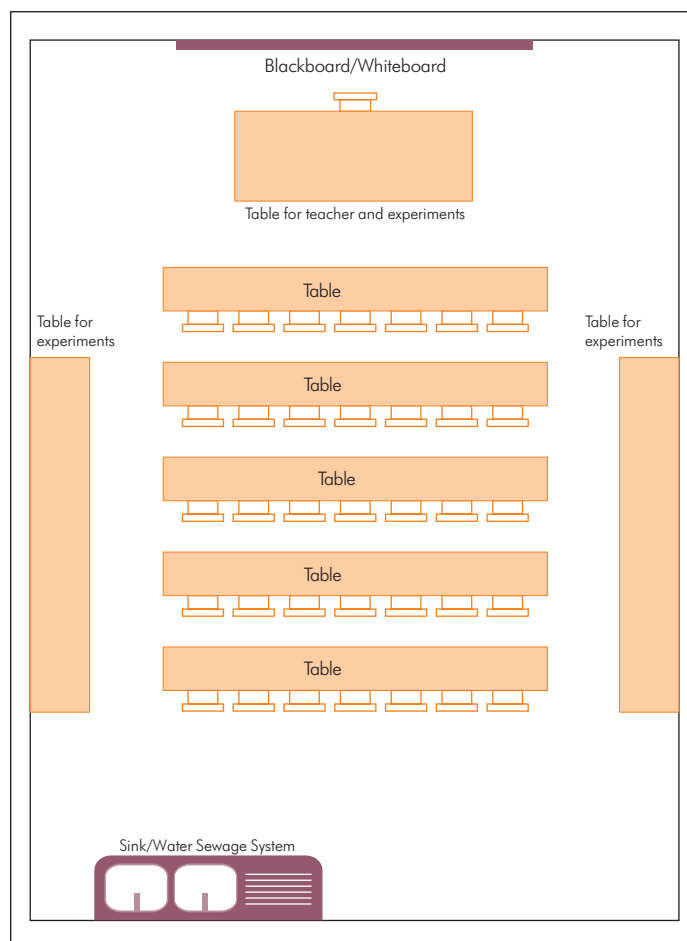 Blackboard/Whiteboard
Table for teacher and experiments
Table
Table for
experiments
Table for
experiments
Table
Table
Table
Table
Sink/Water Sewage System